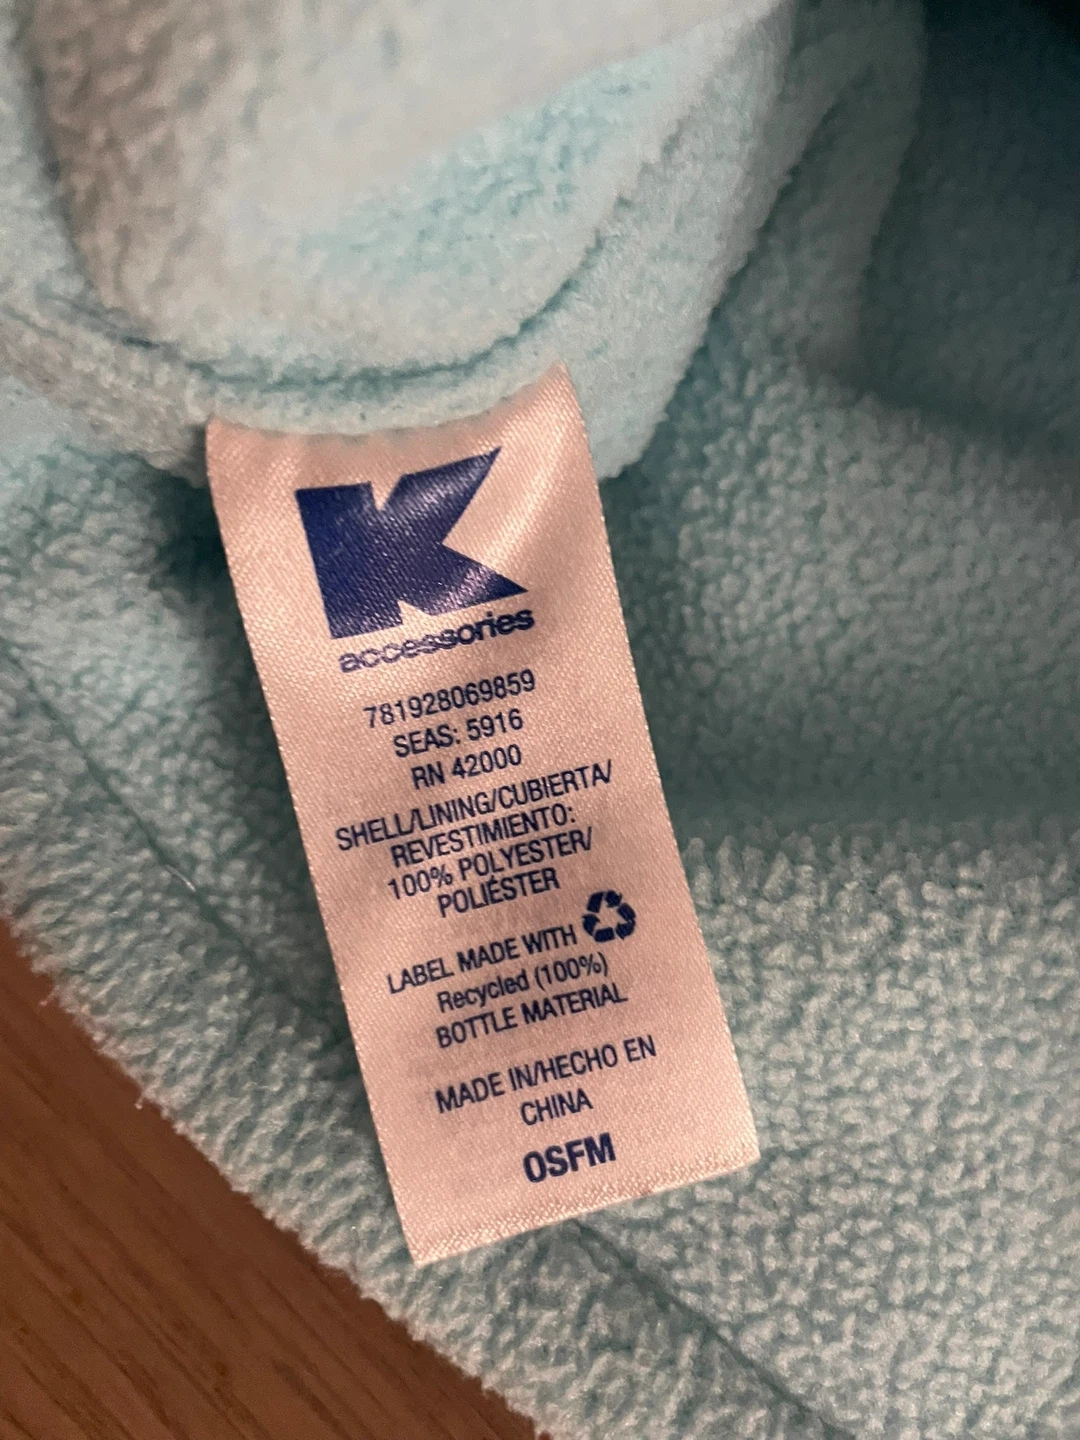 K
accessories
781928069859
SEAS: 5916
RN 42000
SHELL/LINING/CUBIERTA/
REVESTIMIENTO:
100% POLYESTER/
POLIÉSTER
LABEL MADE WITH
Recycled (100%)
BOTTLE MATERIAL
MADE IN/HECHO EN
CHINA
OSFM